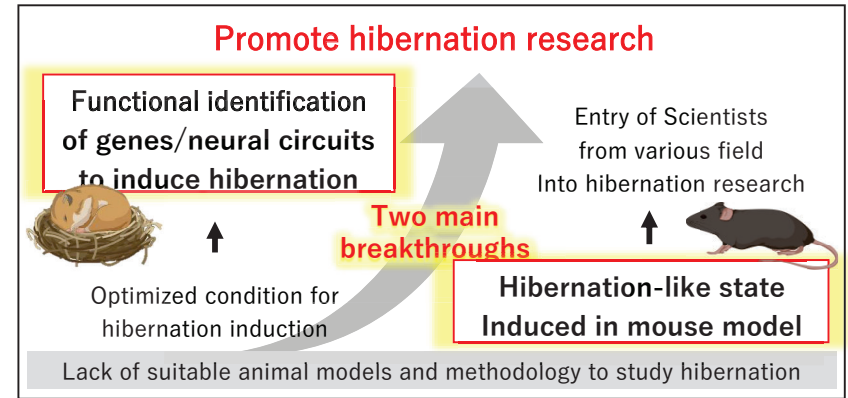 Promote hibernation research
Functional identification
of genes/neural circuits
to induce hibernation
Optimized condition for
hibernation induction
Two main
breakthroughs
Entry of Scientists
from various field
Into hibernation research
Hibernation-like state
Induced in mouse model
Lack of suitable animal models and methodology to study hibernation